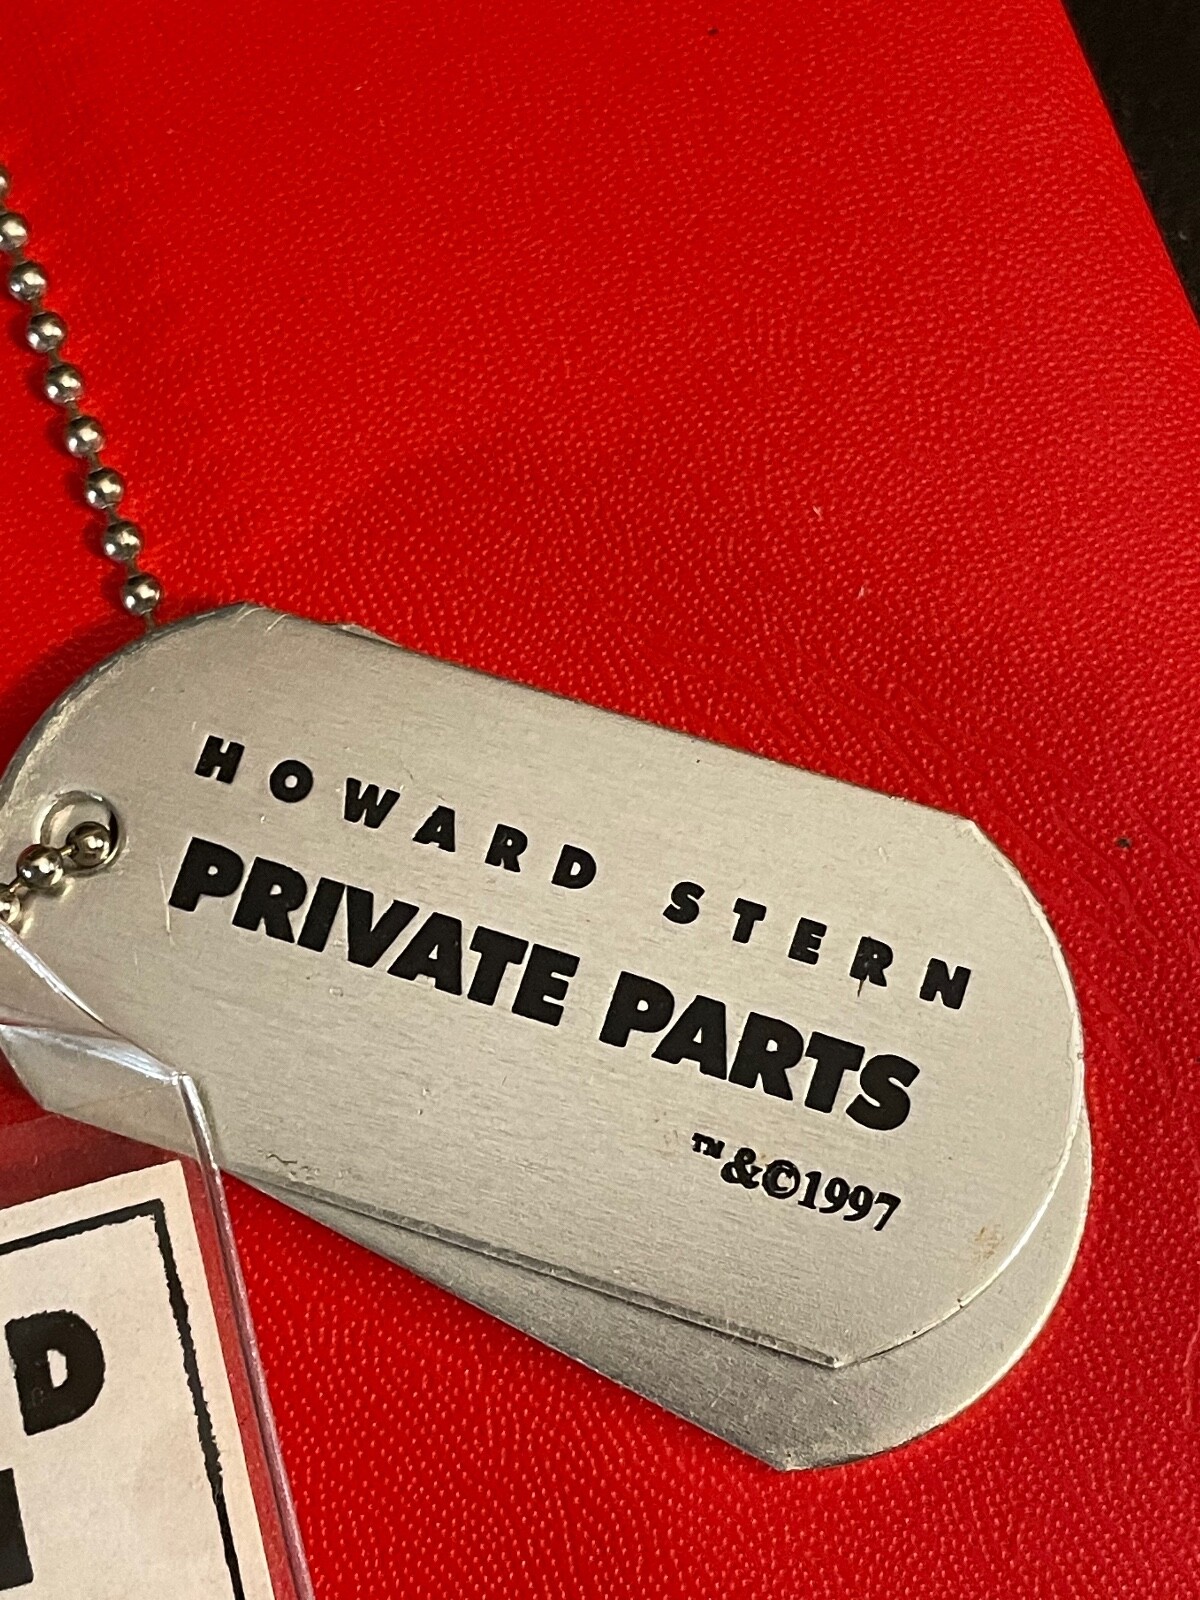 HOWARD STERN
PRIVATE PARTS
™&©1997
D